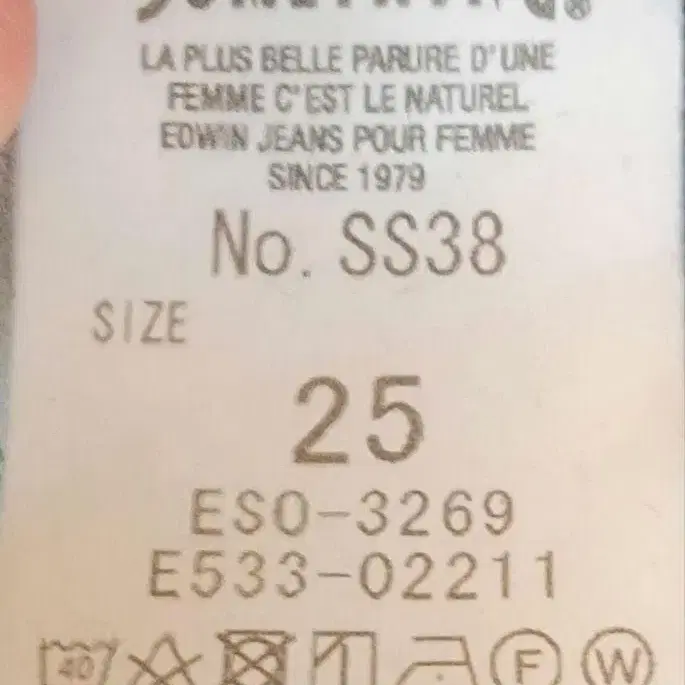 LA PLUS BELLE PARURE D'UNE
FEMME C'EST LE NATUREL
EDWIN JEANS POUR FEMME
SINCE 1979
No. SS38
SIZE
25
ESO-3269
E533-02211
40 F W